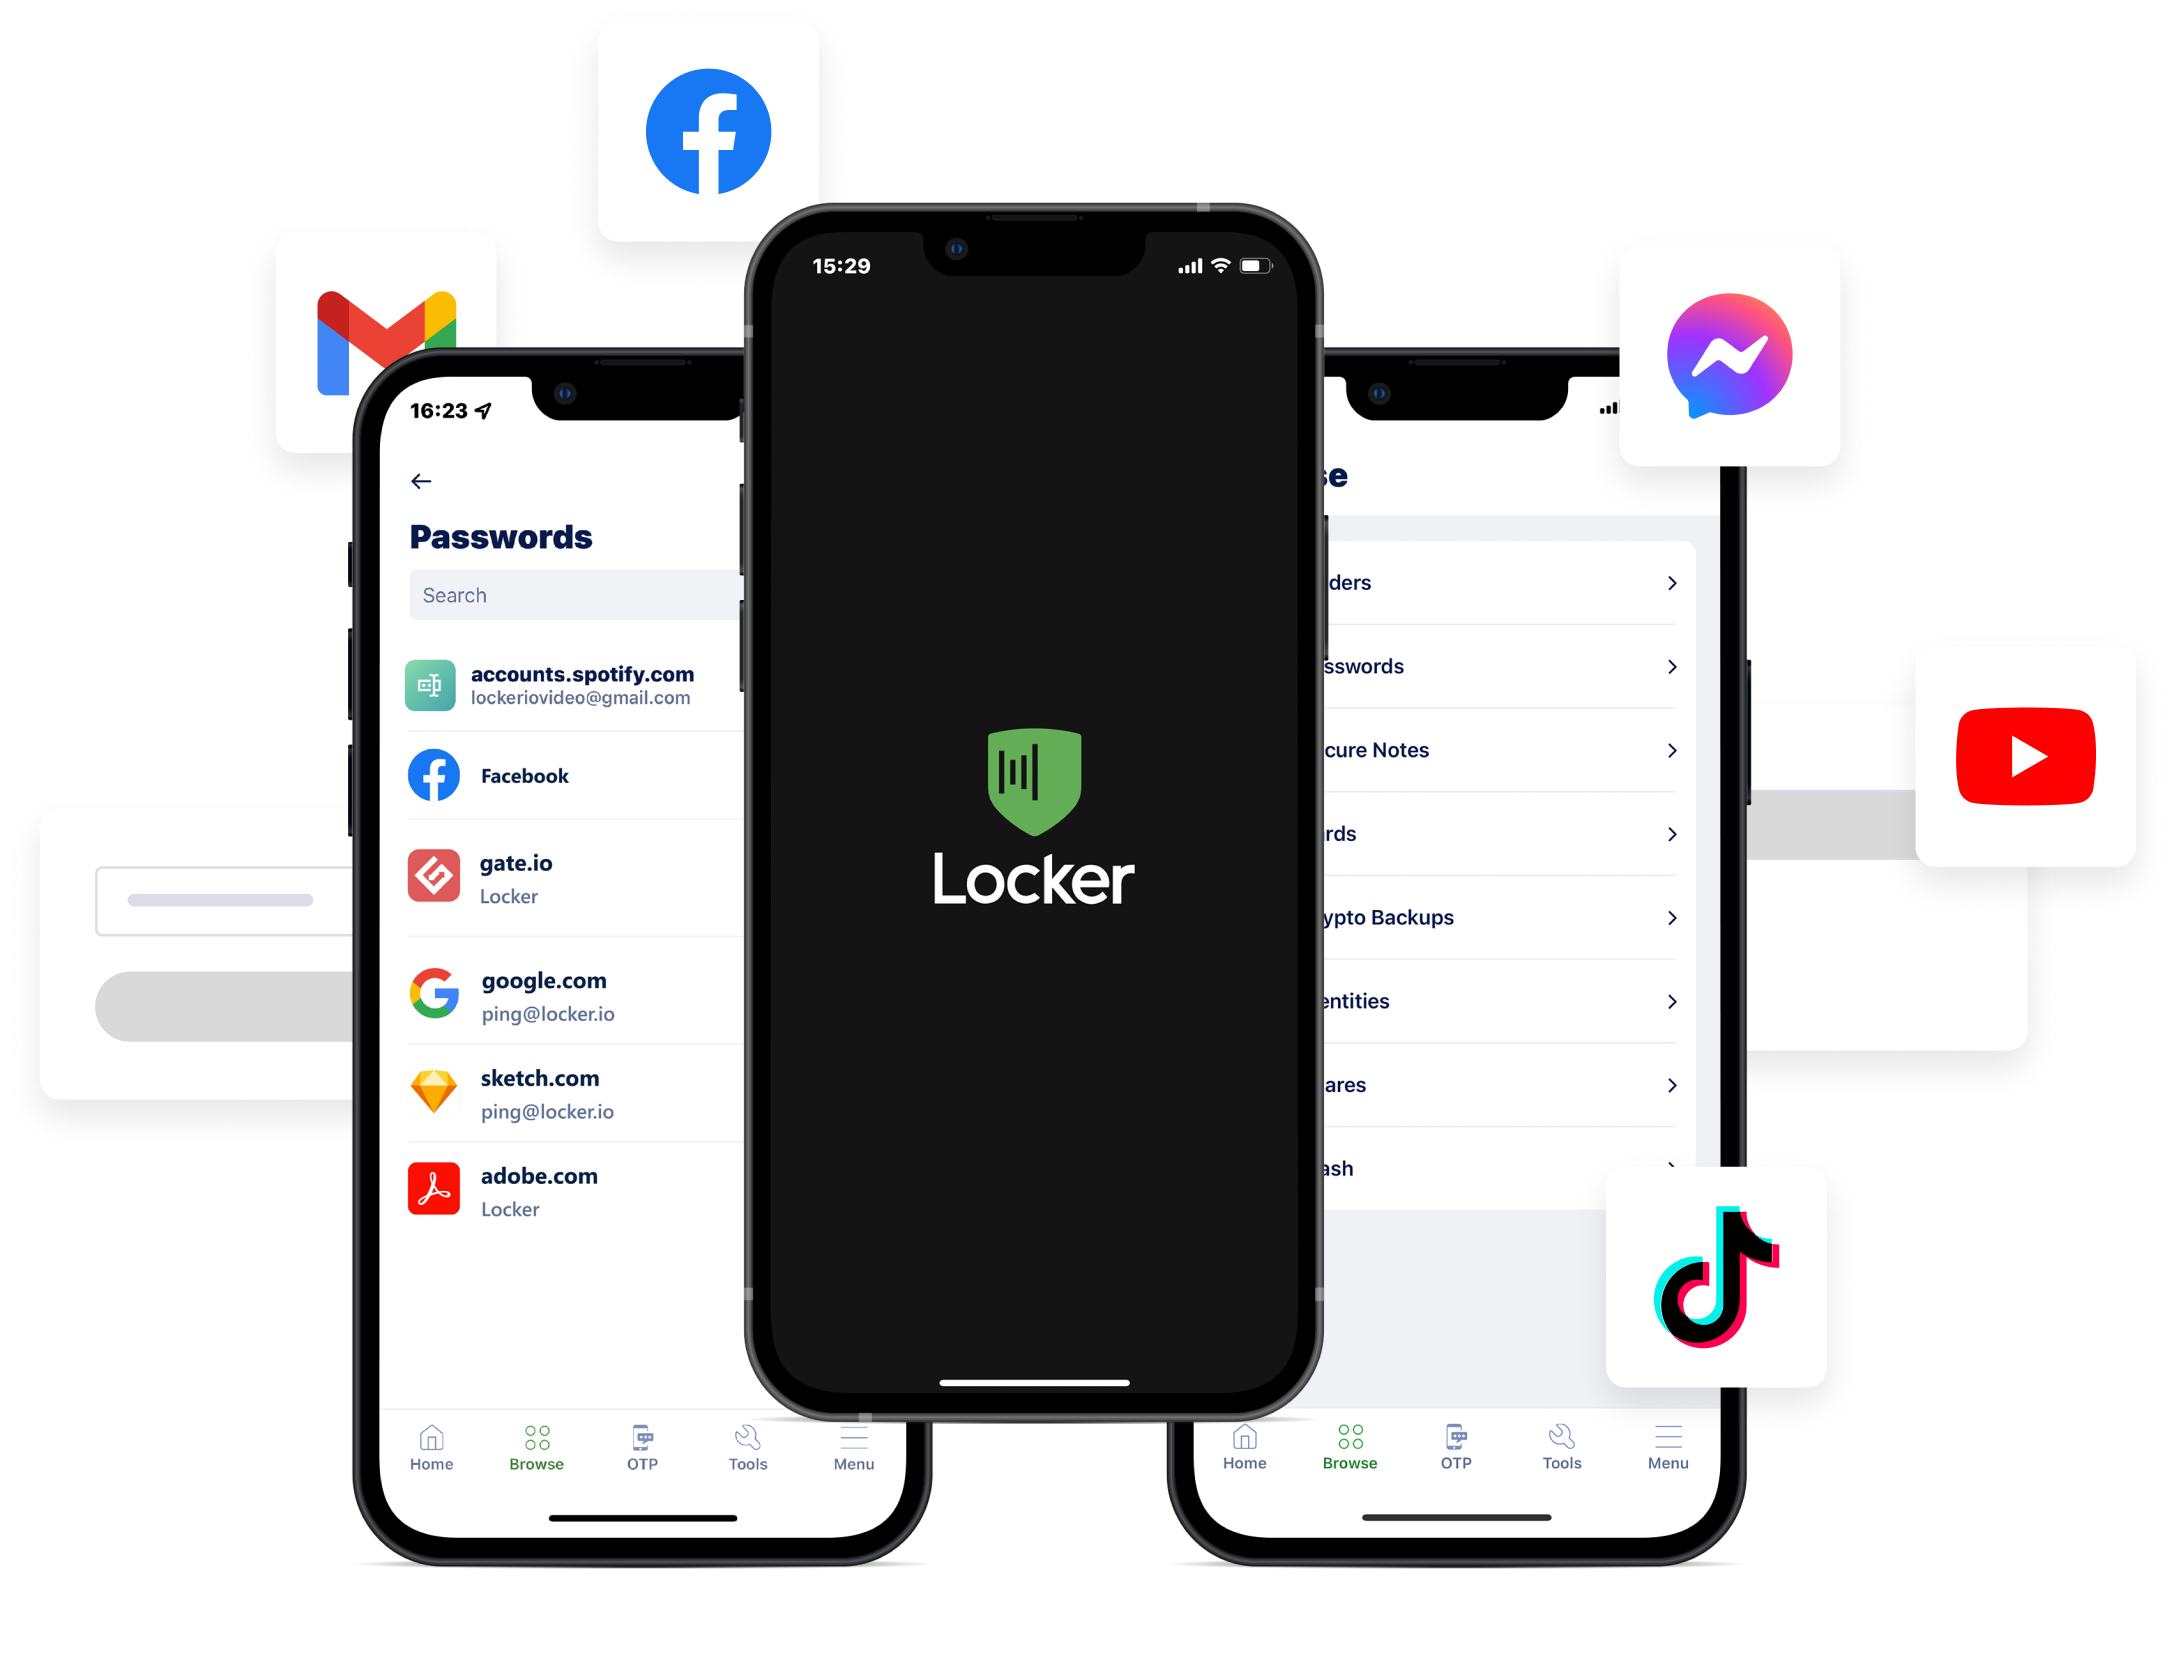 15:29
Locker
16:23
Passwords
Search
accounts.spotify.com
lockeriovideo@gmail.com
Facebook
gate.io
Locker
google.com
ping@locker.io
sketch.com
ping@locker.io
adobe.com
Locker
Home Browse OTP Tools Menu
se
ders
sswords
cure Notes
rds
ypto Backups
entities
ares
ash
Home Browse OTP Tools Menu